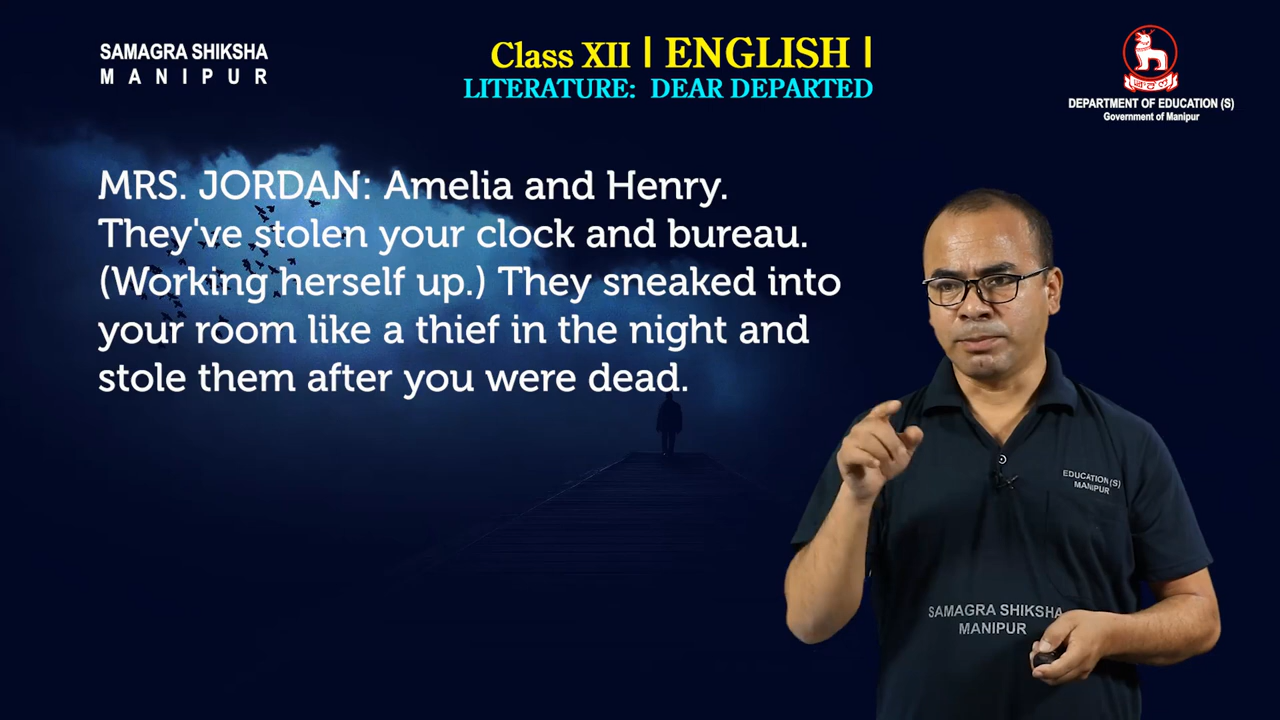 SAMAGRA SHIKSHA
MANIPUR
Class XII | ENGLISH |
LITERATURE: DEAR DEPARTED
DEPARTMENT OF EDUCATION (S)
Government of Manipur
MRS. JORDAN: Amelia and Henry.
They've stolen your clock and bureau.
(Working herself up.) They sneaked into
your room like a thief in the night and
stole them after you were dead.
EDUCATION (S)
MANIPUR
SAMAGRA SHIKSHA
MANIPUR